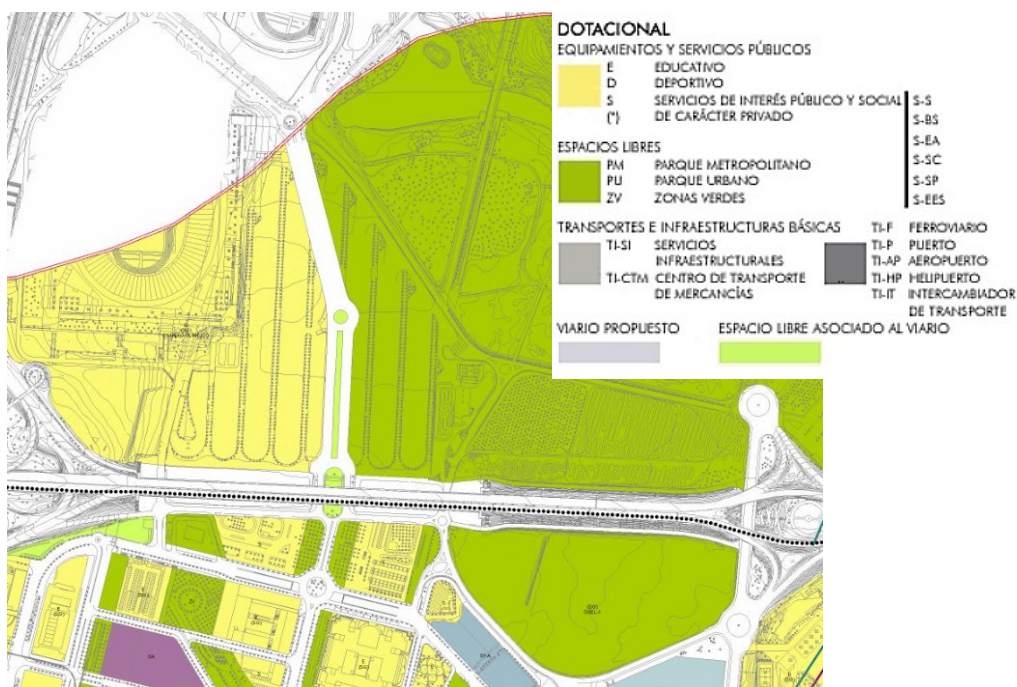 DOTACIONAL
EQUIPAMIENTOS Y SERVICIOS PÚBLICOS
E EDUCATIVO
D DEPORTIVO
S SERVICIOS DE INTERÉS PÚBLICO Y SOCIAL
(*) DE CARÁCTER PRIVADO
S-S
S-BS
S-EA
S-SC
S-SP
S-EES
ESPACIOS LIBRES
PM PARQUE METROPOLITANO
PU PARQUE URBANO
ZV ZONAS VERDES
TRANSPORTES E INFRAESTRUCTURAS BÁSICAS
TI-SI SERVICIOS
INFRAESTRUCTURALES
TI-CTM CENTRO DE TRANSPORTE
DE MERCANCÍAS
TI-F FERROVIARIO
TI-P PUERTO
TI-AP AEROPUERTO
TI-HP HELIPUERTO
TI-IT INTERCAMBIADOR
DE TRANSPORTE
VIARIO PROPUESTO
ESPACIO LIBRE ASOCIADO AL VIARIO